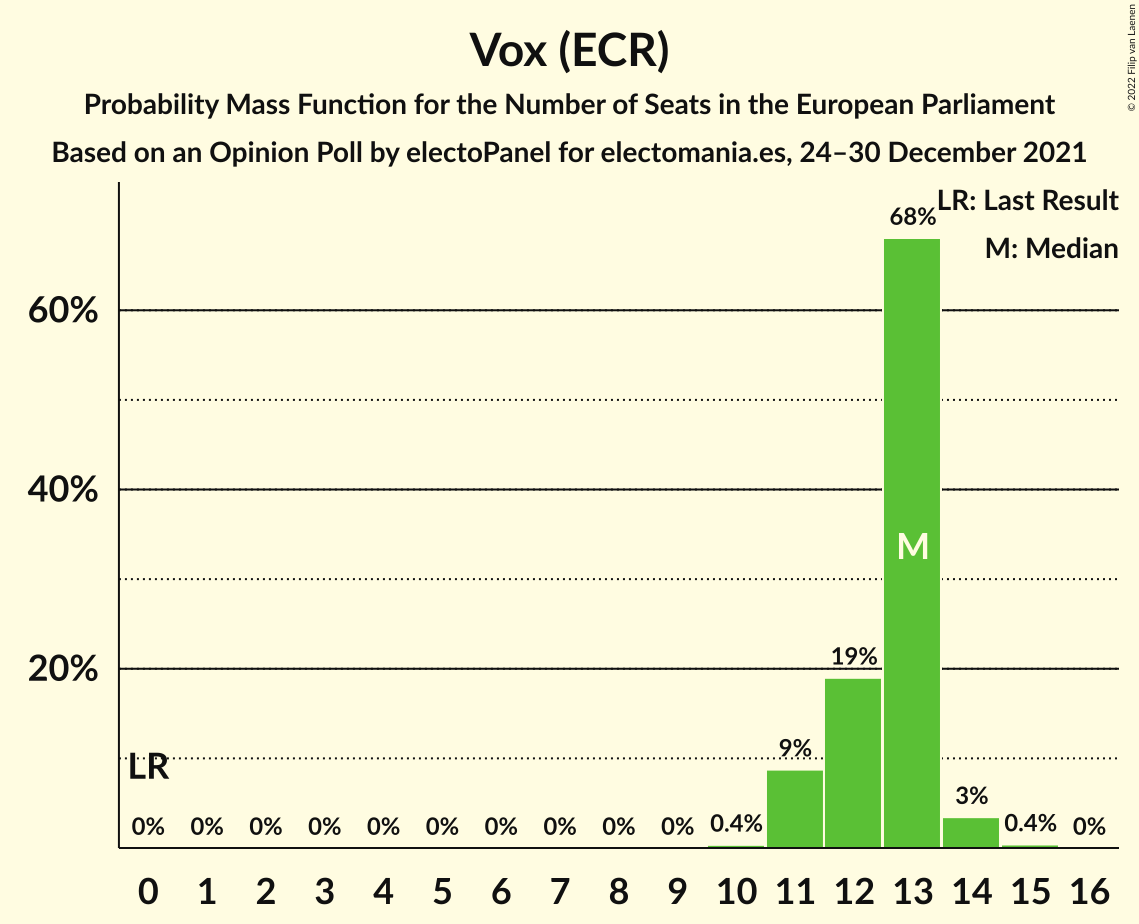 Vox (ECR)
Probability Mass Function for the Number of Seats in the European Parliament
Based on an Opinion Poll by electoPanel for electomania.es, 24–30 December 2021
© 2022 Filip van Laenen
LR: Last Result
M: Median
60%
40%
20%
LR
M
0% 0% 0% 0% 0% 0% 0% 0% 0% 0% 0.4% 9% 19% 68% 3% 0.4% 0%
0 1 2 3 4 5 6 7 8 9 10 11 12 13 14 15 16